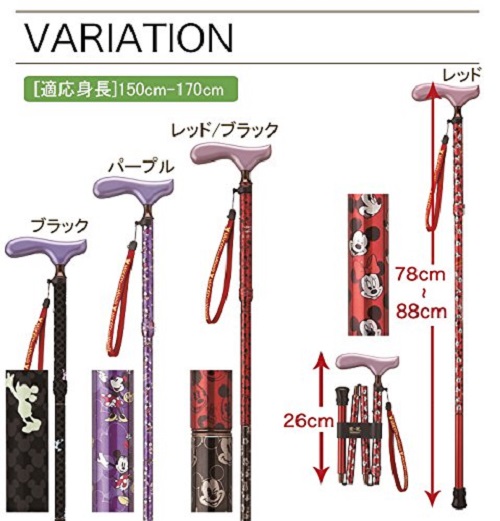 VARIATION
[適応身長]150cm-170cm
レッド
レッド/ブラック
パープル
ブラック
78cm
~
88cm
26cm